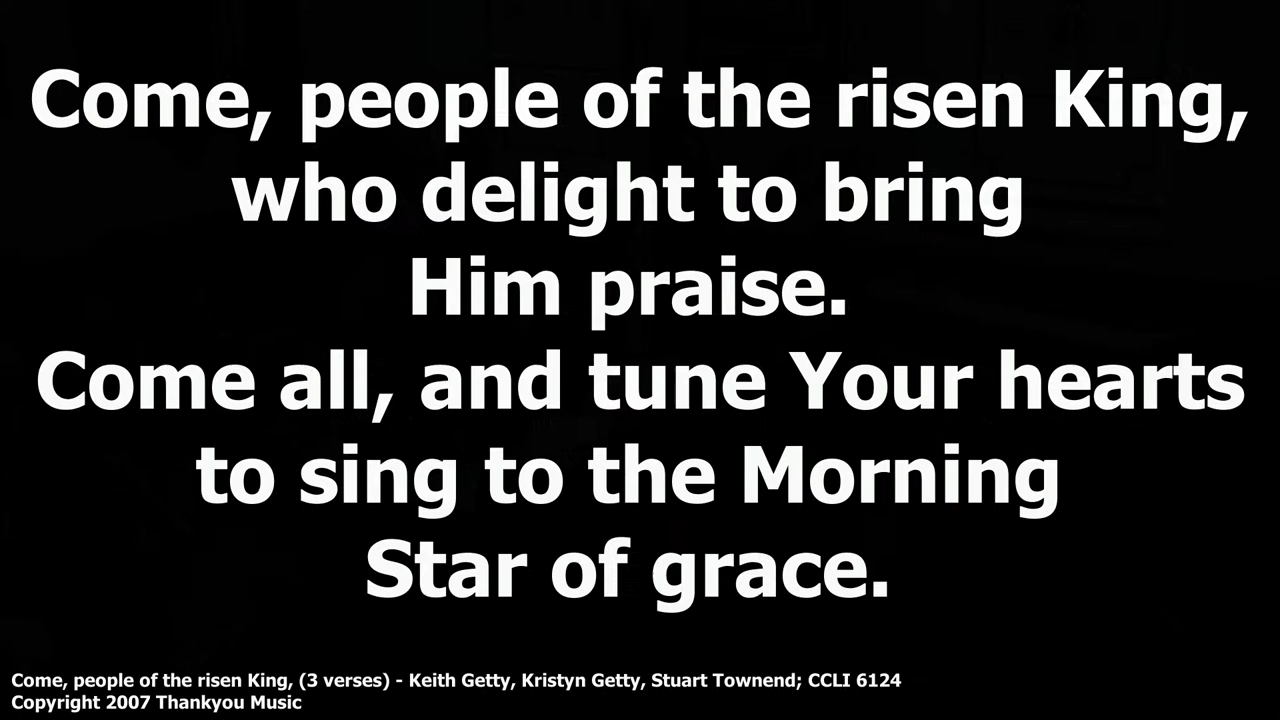 Come, people of the risen King,
who delight to bring
Him praise.
Come all, and tune Your hearts
to sing to the Morning
Star of grace.
Come, people of the risen King, (3 verses) - Keith Getty, Kristyn Getty, Stuart Townend; CCLI 6124
Copyright 2007 Thankyou Music